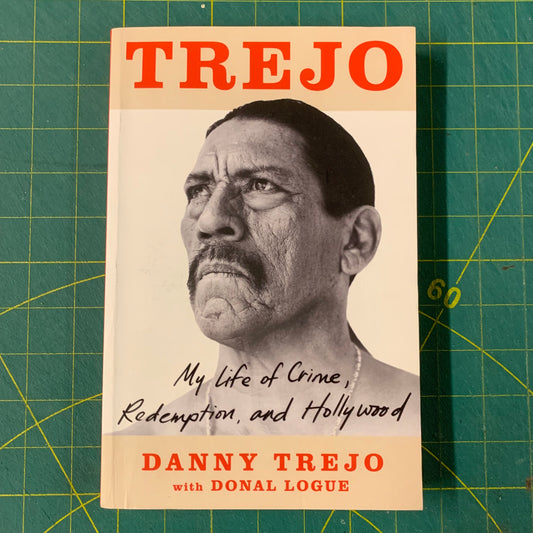 TREJO
My Life of Crime,
Redemption, and Hollywood
DANNY TREJO
with DONAL LOGUE
60